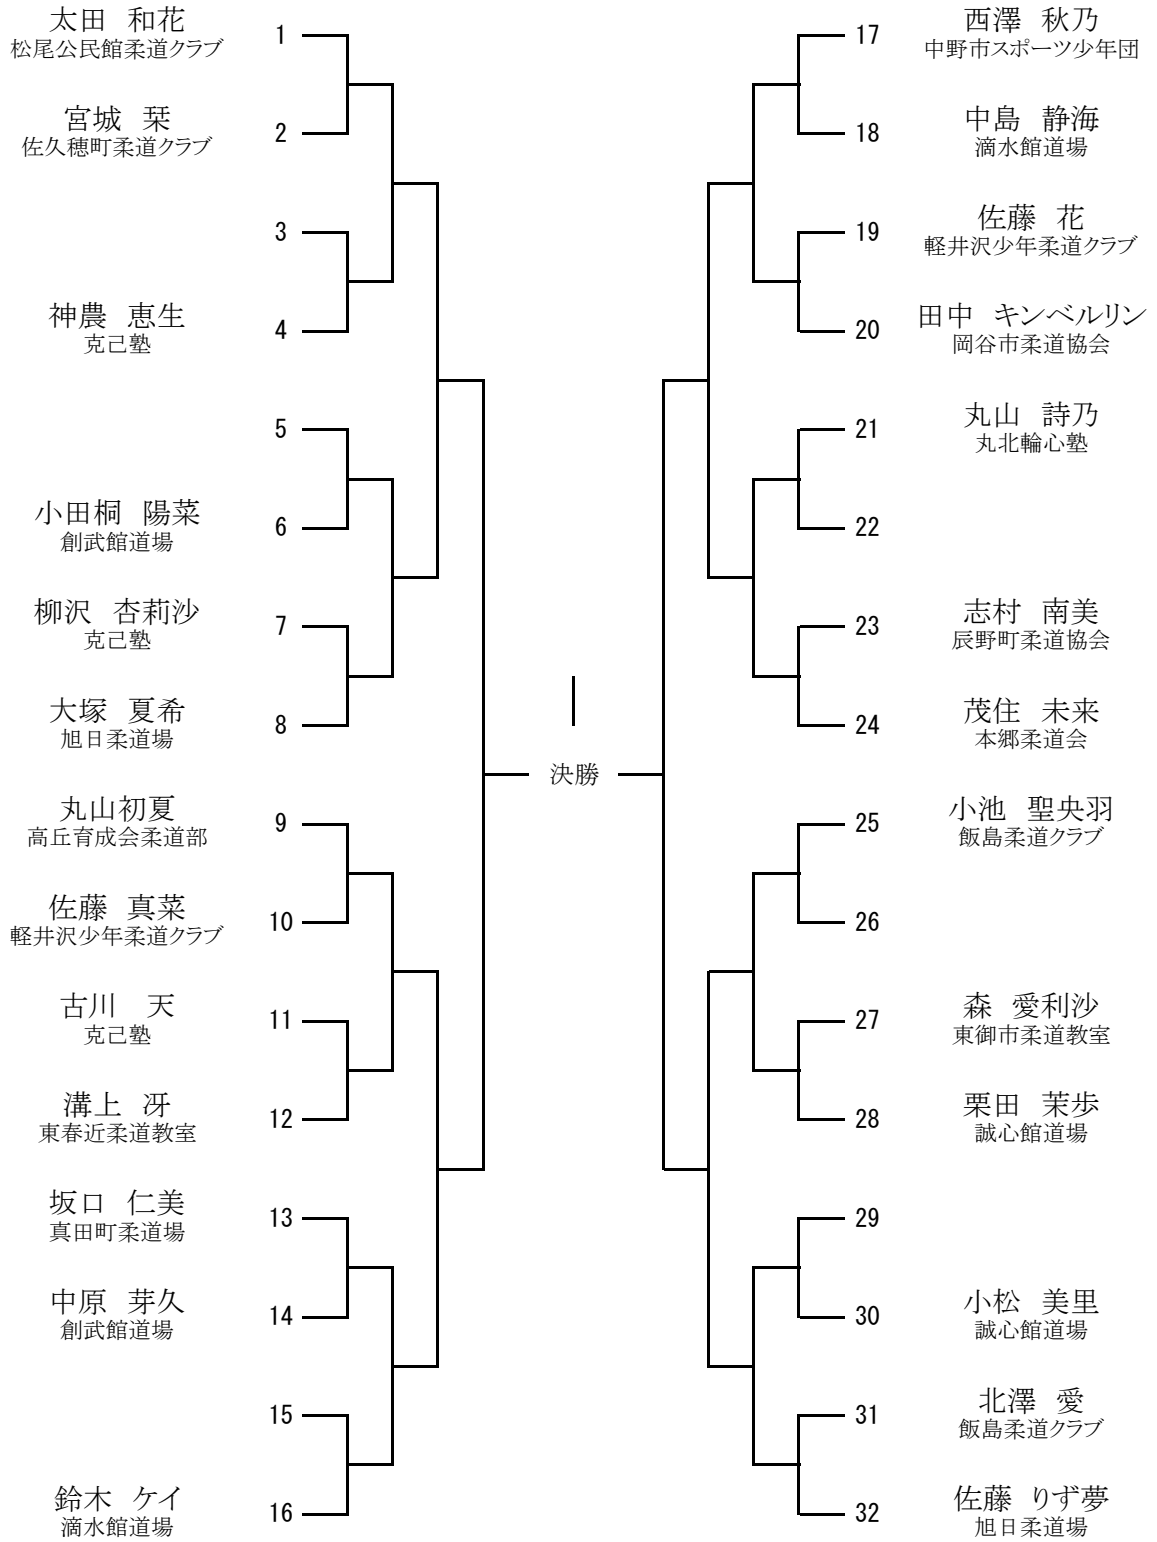 太田　和花
松尾公民館柔道クラブ
1
宮城　栞
佐久穂町柔道クラブ
2
3
神農　恵生
克己塾
4
5
小田桐　陽菜
創武館道場
6
柳沢　杏莉沙
克己塾
7
大塚　夏希
旭日柔道場
8
丸山初夏
高丘育成会柔道部
9
佐藤　真菜
軽井沢少年柔道クラブ
10
古川　天
克己塾
11
溝上　冴
東春近柔道教室
12
坂口　仁美
真田町柔道場
13
中原　芽久
創武館道場
14
15
鈴木　ケイ
滴水館道場
16
決勝
17
西澤　秋乃
中野市スポーツ少年団
18
中島　静海
滴水館道場
19
佐藤　花
軽井沢少年柔道クラブ
20
田中　キンベルリン
岡谷市柔道協会
21
丸山　詩乃
丸北輪心塾
22
23
志村　南美
辰野町柔道協会
24
茂住　未来
本郷柔道会
25
小池　聖央羽
飯島柔道クラブ
26
27
森　愛利沙
東御市柔道教室
28
栗田　茉歩
誠心館道場
29
30
小松　美里
誠心館道場
31
北澤　愛
飯島柔道クラブ
32
佐藤　りず夢
旭日柔道場